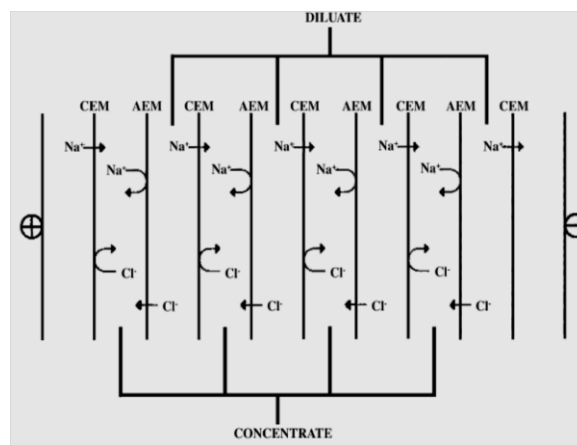 DILUATE
CEM AEM CEM AEM CEM AEM CEM AEM CEM
Na⁺ Na⁺ Na⁺ Na⁺ Na⁺
Na⁺ Na⁺ Na⁺ Na⁺
Cl⁻ Cl⁻ Cl⁻ Cl⁻
Cl⁻ Cl⁻ Cl⁻ Cl⁻
CONCENTRATE